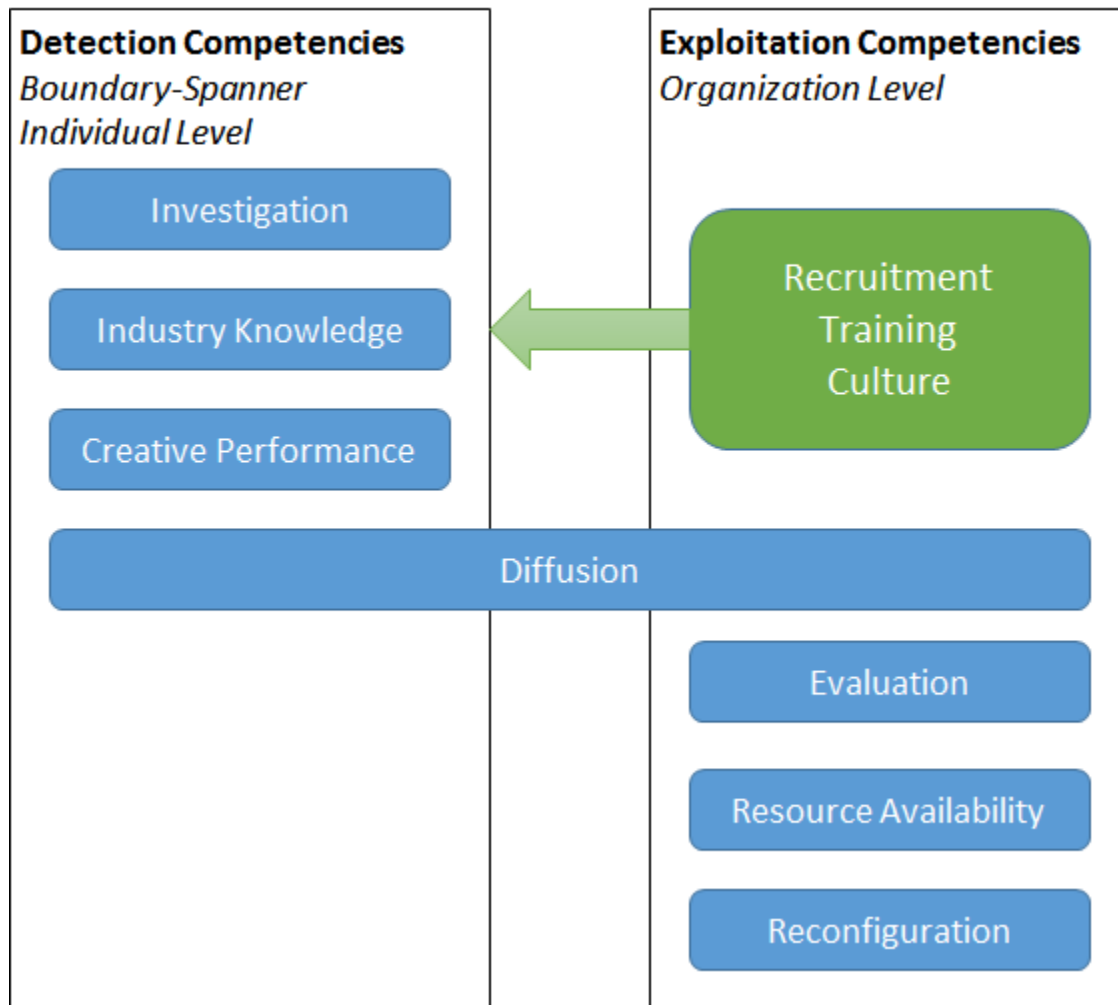 Detection Competencies
Boundary-Spanner
Individual Level
Investigation
Industry Knowledge
Creative Performance
Exploitation Competencies
Organization Level
Recruitment
Training
Culture
Diffusion
Evaluation
Resource Availability
Reconfiguration